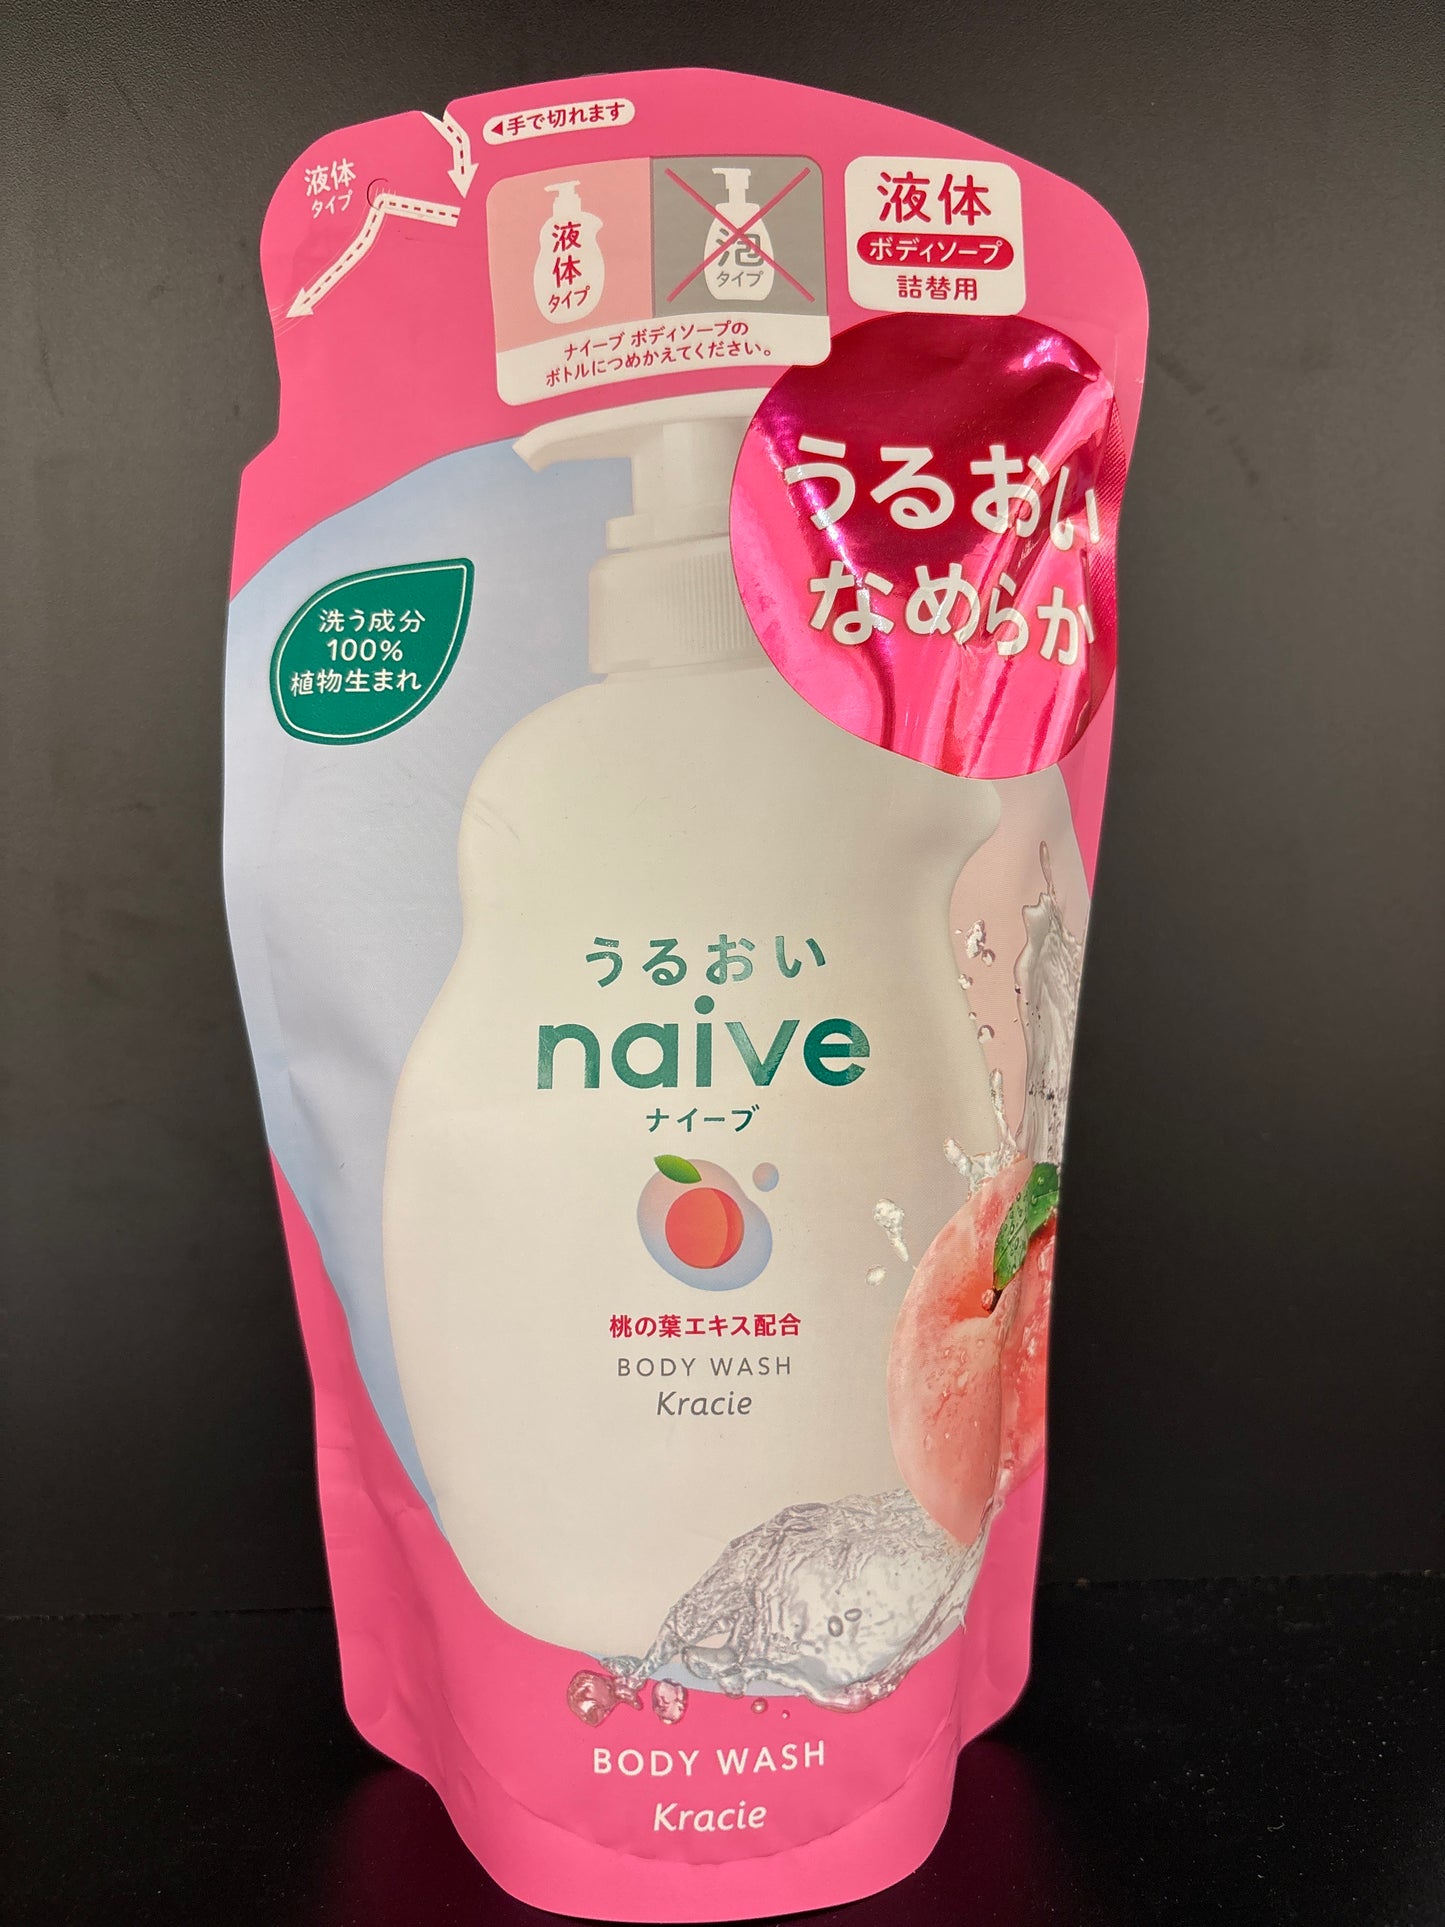 ◀手で切れます
液体
タイプ
液体
タイプ
泡
タイプ
ナイーブ ボディソープの
ボトルにつめかえてください。
液体
ボディソープ
詰替用
うるおい
なめらか
洗う成分
100%
植物生まれ
うるおい
naive
ナイーブ
桃の葉エキス配合
BODY WASH
Kracie
BODY WASH
Kracie